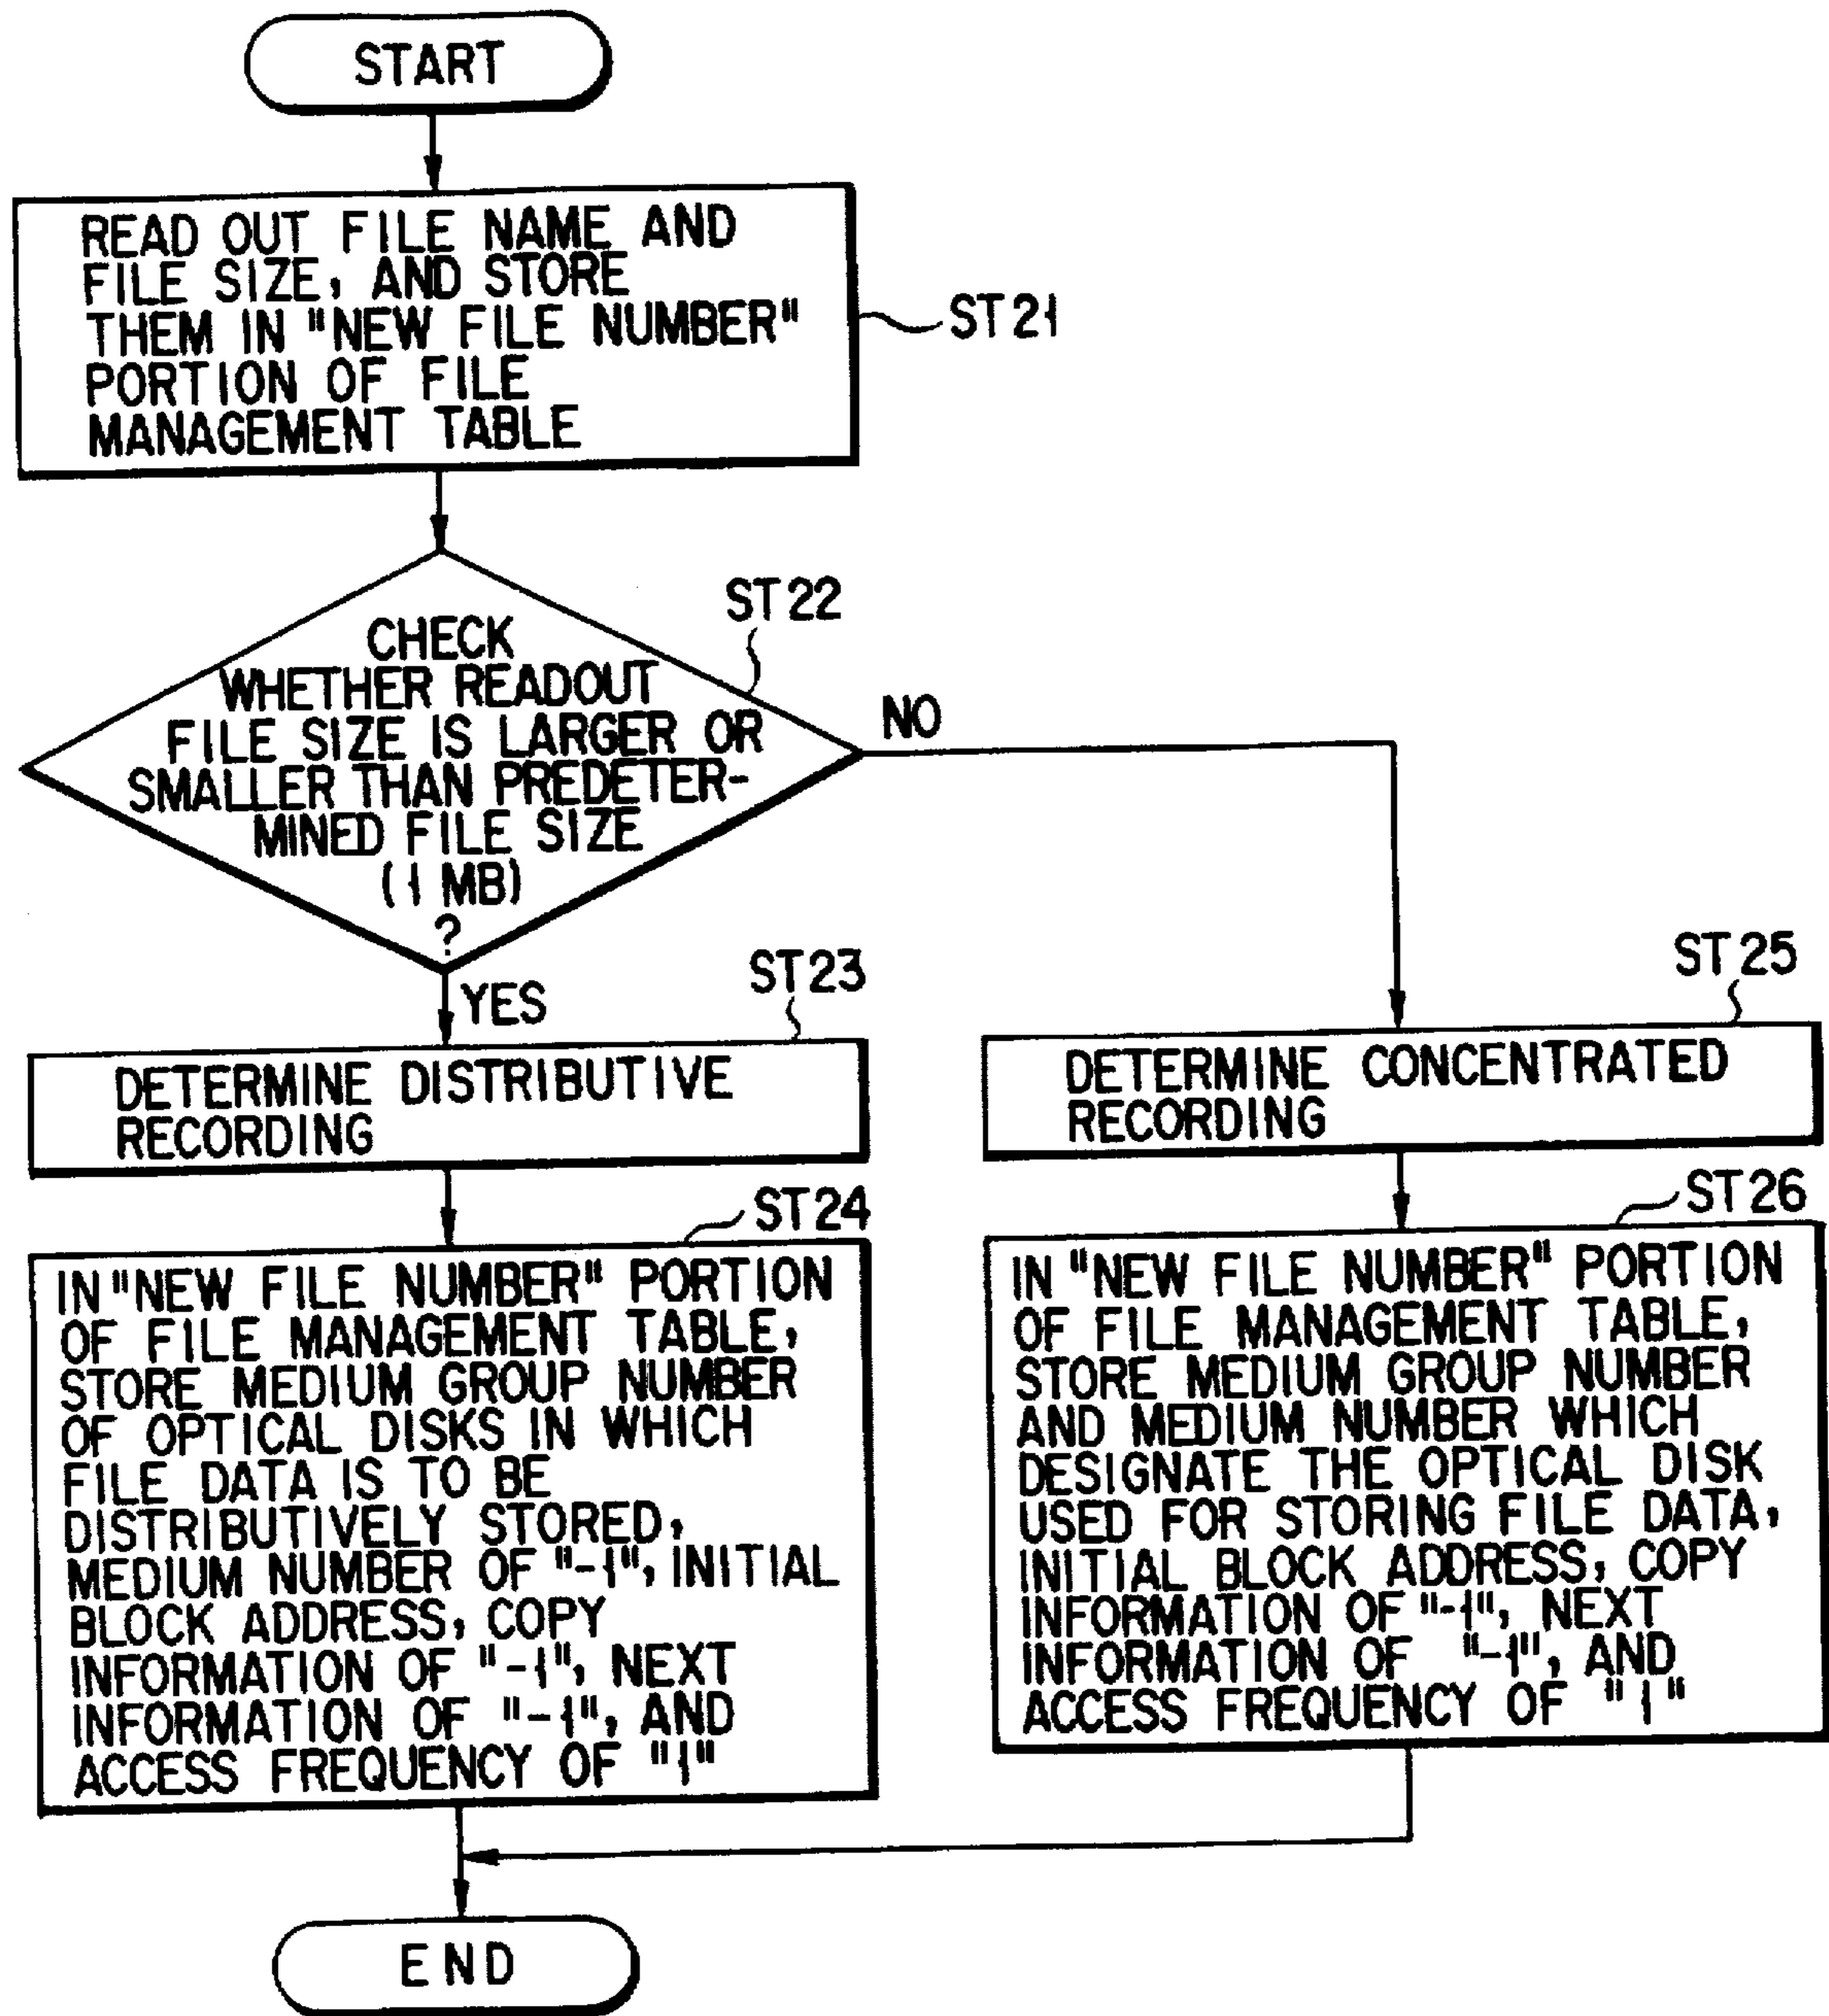 START
READ OUT FILE NAME AND
FILE SIZE, AND STORE
THEM IN "NEW FILE NUMBER"
PORTION OF FILE
MANAGEMENT TABLE
ST21
ST22
CHECK
WHETHER READOUT
FILE SIZE IS LARGER OR
SMALLER THAN PREDETER-
MINED FILE SIZE
(1 MB)
?
NO
YES
ST23
DETERMINE DISTRIBUTIVE
RECORDING
ST25
DETERMINE CONCENTRATED
RECORDING
ST24
IN "NEW FILE NUMBER" PORTION
OF FILE MANAGEMENT TABLE,
STORE MEDIUM GROUP NUMBER
OF OPTICAL DISKS IN WHICH
FILE DATA IS TO BE
DISTRIBUTIVELY STORED,
MEDIUM NUMBER OF "-1", INITIAL
BLOCK ADDRESS, COPY
INFORMATION OF "-1", NEXT
INFORMATION OF "-1", AND
ACCESS FREQUENCY OF "1"
ST26
IN "NEW FILE NUMBER" PORTION
OF FILE MANAGEMENT TABLE,
STORE MEDIUM GROUP NUMBER
AND MEDIUM NUMBER WHICH
DESIGNATE THE OPTICAL DISK
USED FOR STORING FILE DATA,
INITIAL BLOCK ADDRESS, COPY
INFORMATION OF "-1", NEXT
INFORMATION OF "-1", AND
ACCESS FREQUENCY OF "1"
END